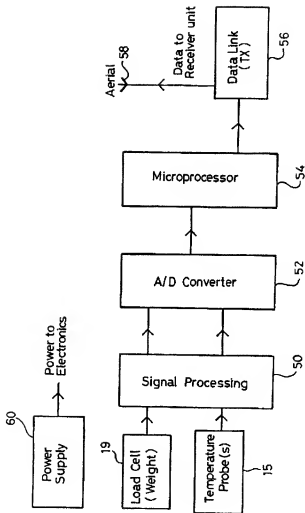 60
Power
Supply
Power to
Electronics
19
Load Cell
(Weight)
Temperature
Probe(s)
15
Signal Processing
50
A/D Converter
52
Microprocessor
54
Aerial
58
Data to
Receiver unit
Data Link
(TX)
56